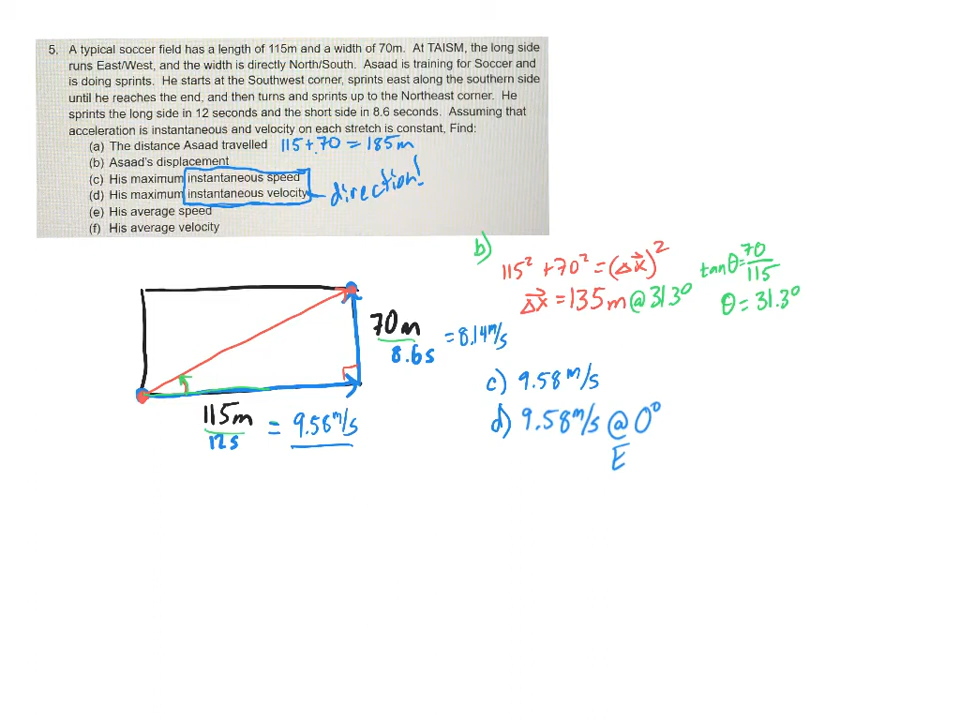 5. A typical soccer field has a length of 115m and a width of 70m. At TAISM, the long side
runs East/West, and the width is directly North/South. Asaad is training for Soccer and
is doing sprints. He starts at the Southwest corner, sprints east along the southern side
until he reaches the end, and then turns and sprints up to the Northeast corner. He
sprints the long side in 12 seconds and the short side in 8.6 seconds. Assuming that
acceleration is instantaneous and velocity on each stretch is constant, Find:
(a) The distance Asaad travelled 115+70 = 185m
(b) Asaad's displacement
(c) His maximum instantaneous speed
(d) His maximum instantaneous velocity - direction!
(e) His average speed
(f) His average velocity
b)
115² + 70² = (Δx⃗)²
Δx⃗ = 135m @ 31.3°
tanθ = 70/115
θ = 31.3°
70m
8.6s
= 8.14 m/s
115m
12s
= 9.58 m/s
c) 9.58 m/s
d) 9.58 m/s @ 0°
E